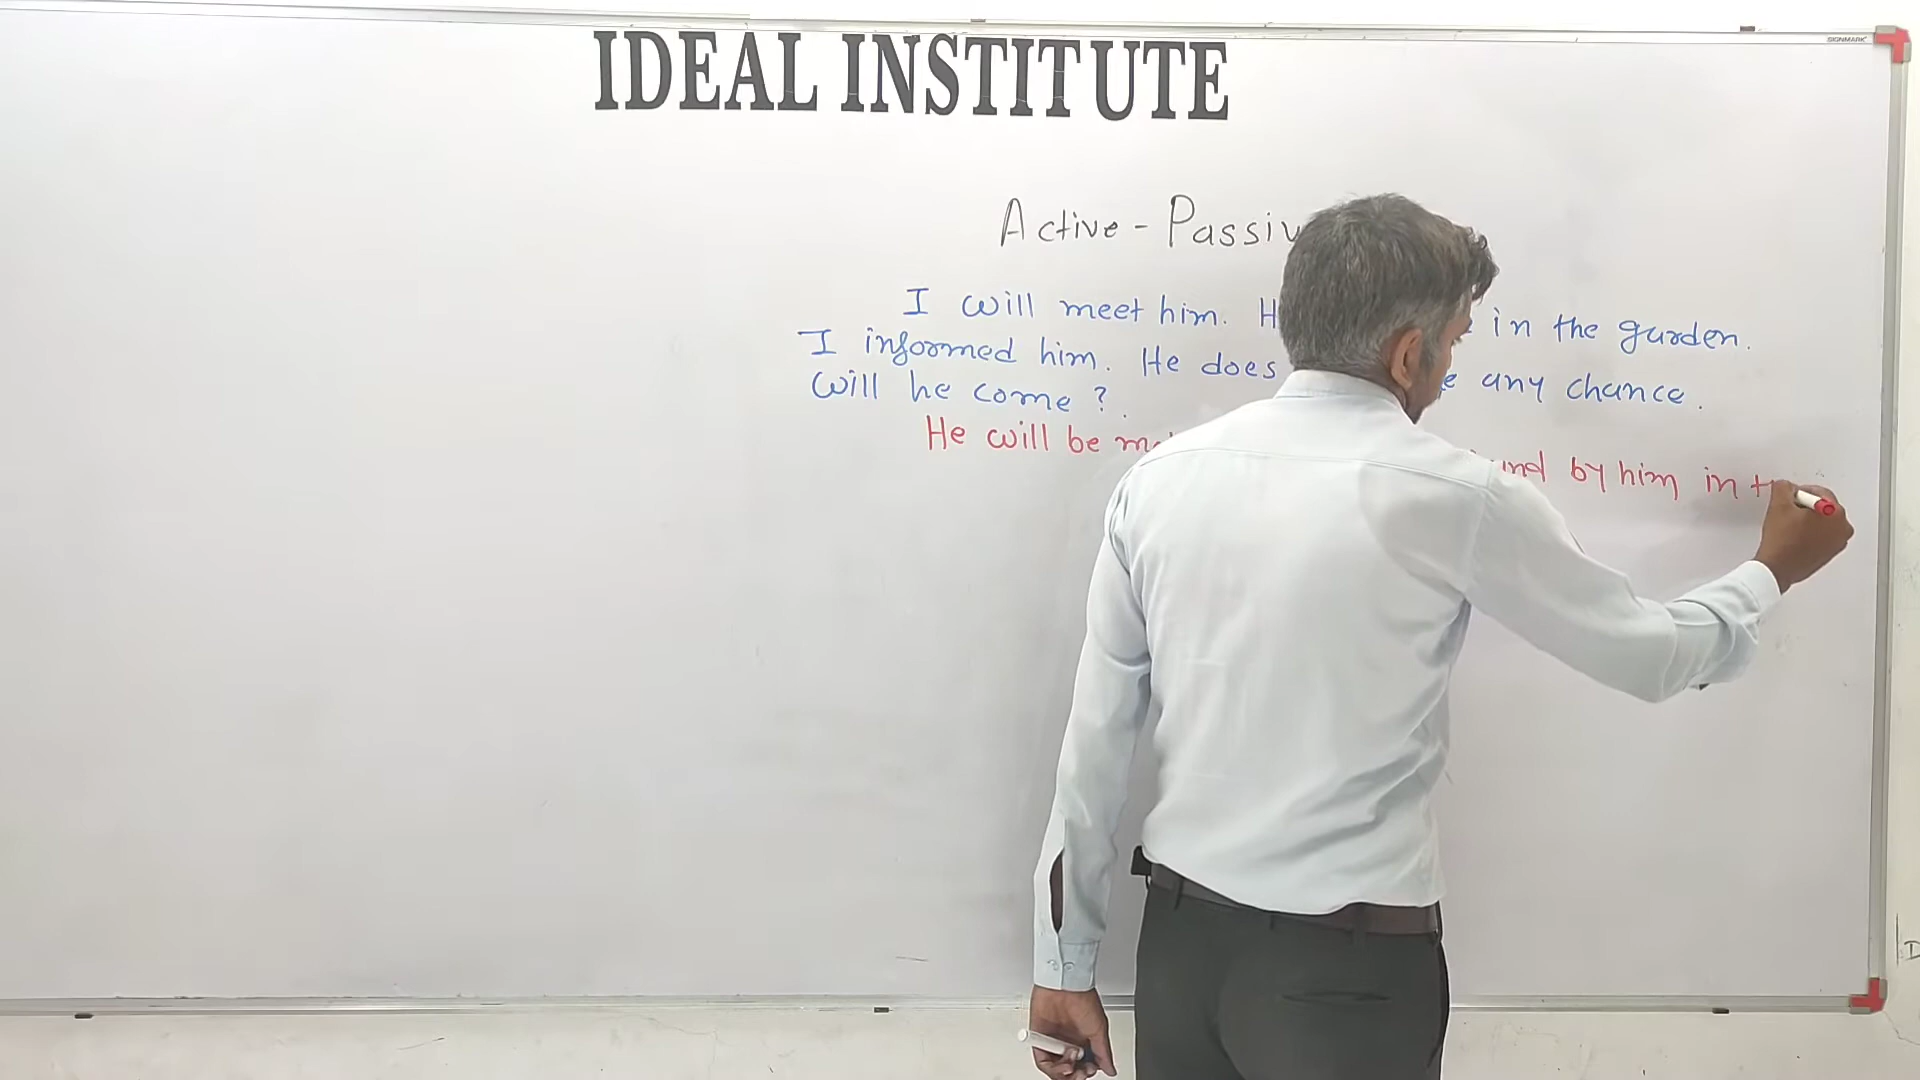 SIGNMARK
IDEAL INSTITUTE
Active - Passiv
I will meet him. H in the garden.
I informed him. He does any chance.
Will he come ?
He will be by him in